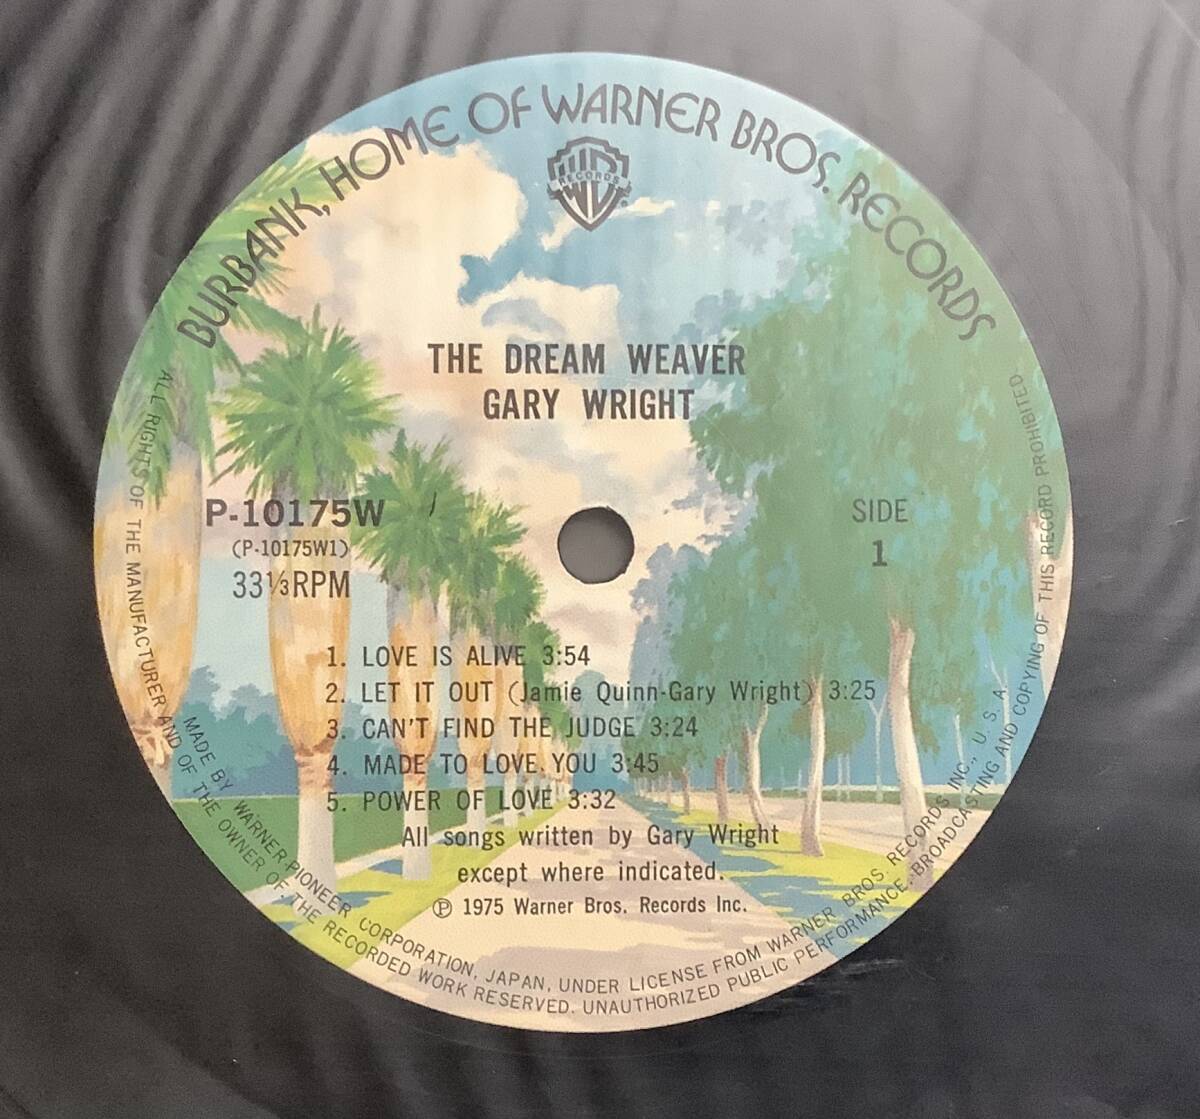 BURBANK, HOME OF WARNER BROS. RECORDS
WB
RECORDS
®
THE DREAM WEAVER
GARY WRIGHT
P-10175W
(P-10175W1)
33⅓RPM
SIDE
1
1. LOVE IS ALIVE 3:54
2. LET IT OUT (Jamie Quinn-Gary Wright) 3:25
3. CAN'T FIND THE JUDGE 3:24
4. MADE TO LOVE YOU 3:45
5. POWER OF LOVE 3:32
All songs written by Gary Wright
except where indicated.
℗ 1975 Warner Bros. Records Inc.
MADE BY WARNER-PIONEER CORPORATION, JAPAN, UNDER LICENSE FROM WARNER BROS. RECORDS INC., U. S. A.
ALL RIGHTS OF THE MANUFACTURER AND OF THE OWNER OF THE RECORDED WORK RESERVED. UNAUTHORIZED PUBLIC PERFORMANCE, BROADCASTING AND COPYING OF THIS RECORD PROHIBITED.